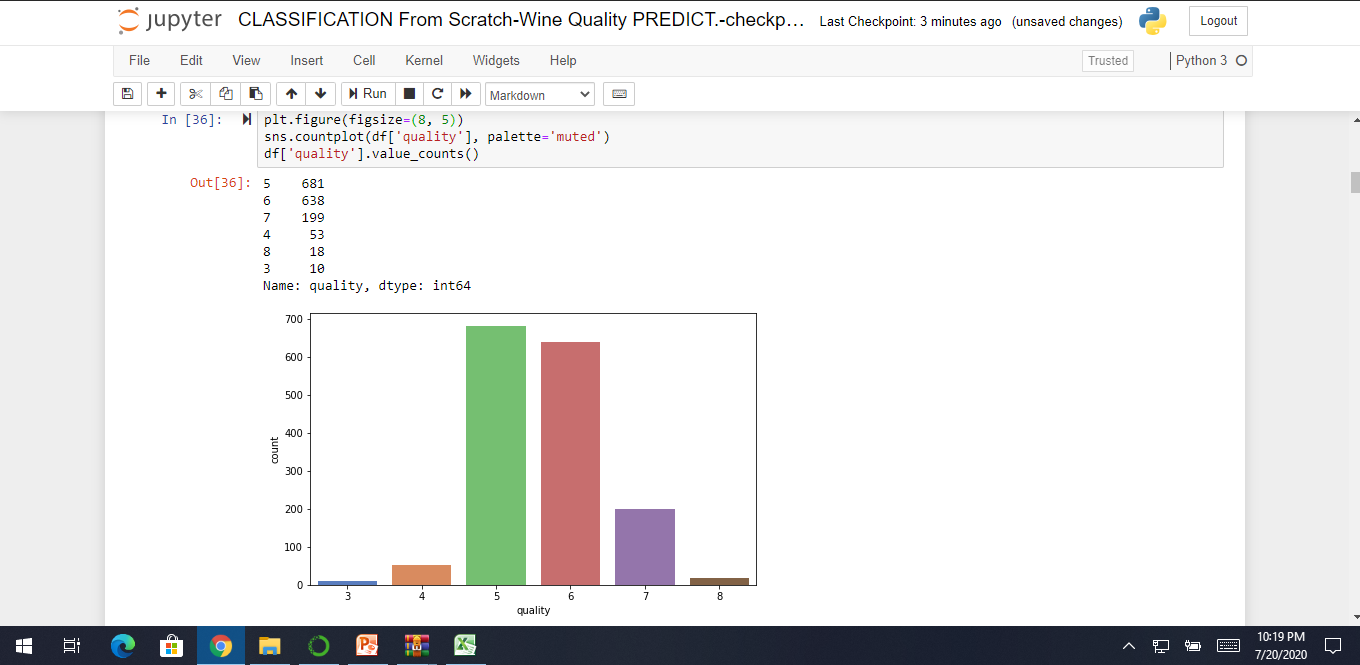 jupyter CLASSIFICATION From Scratch-Wine Quality PREDICT.-checkp... Last Checkpoint: 3 minutes ago (unsaved changes) Logout
File Edit View Insert Cell Kernel Widgets Help Trusted Python 3
Run Markdown
In [36]: plt.figure(figsize=(8, 5))
sns.countplot(df['quality'], palette='muted')
df['quality'].value_counts()
Out[36]: 5 681
6 638
7 199
4 53
8 18
3 10
Name: quality, dtype: int64
700
600
500
400
300
200
100
0
count
3 4 5 6 7 8
quality
10:19 PM
7/20/2020